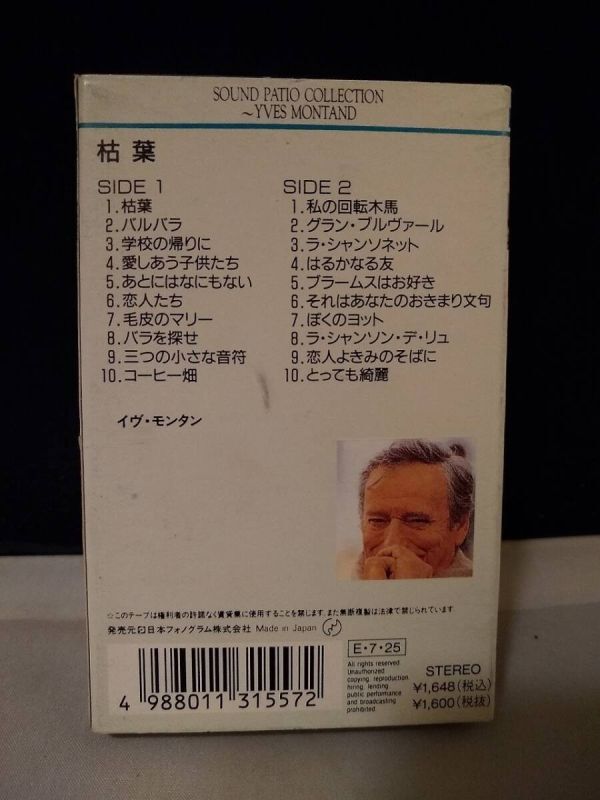 SOUND PATIO COLLECTION
～YVES MONTAND
枯葉
SIDE 1
1.枯葉
2.バルバラ
3.学校の帰りに
4.愛しあう子供たち
5.あとにはなにもない
6.恋人たち
7.毛皮のマリー
8.バラを探せ
9.三つの小さな音符
10.コーヒー畑
SIDE 2
1.私の回転木馬
2.グラン・ブルヴァール
3.ラ・シャンソネット
4.はるかなる友
5.ブラームスはお好き
6.それはあなたのおきまり文句
7.ぼくのヨット
8.ラ・シャンソン・デ・リュ
9.恋人よきみのそばに
10.とっても綺麗
イヴ・モンタン
☆このテープは権利者の許諾なく賃貸業に使用することを禁じます。また無断複製は法律で禁じられています
発売元 日本フォノグラム株式会社 Made in Japan
E・7・25
All rights reserved.
Unauthorized
copying, reproduction,
hiring, lending,
public performance
and broadcasting
prohibited.
STEREO
¥1,648(税込)
¥1,600(税抜)
4 988011 315572